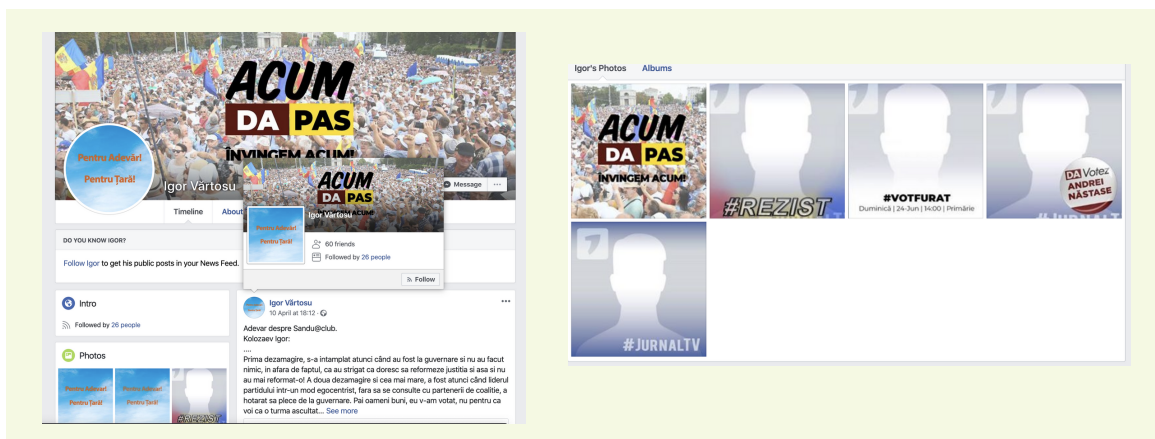 ACUM
DA PAS
ÎNVINGEM ACUM!
Pentru Adevăr!
Pentru Țară!
Igor Vârtosu
Message
Timeline
About
ACUM
DA PAS
Igor Vârtosu
Pentru Adevăr!
Pentru Țară!
60 friends
Followed by 26 people
Follow
DO YOU KNOW IGOR?
Follow Igor to get his public posts in your News Feed.
Intro
Followed by 26 people
Photos
Pentru Adevăr!
Pentru Țară!
Pentru Adevăr!
Pentru Țară!
#REZIST
Igor Vârtosu
10 April at 18:12
Adevar despre Sandu@club.
Kolozaev Igor:
....
Prima dezamagire, s-a intamplat atunci când au fost la guvernare si nu au facut
nimic, in afara de faptul, ca au strigat ca doresc sa reformeze justitia si asa si nu
au mai reformat-o! A doua dezamagire si cea mai mare, a fost atunci când liderul
partidului intr-un mod egocentrist, fara sa se consulte cu partenerii de coalitie, a
hotarat sa plece de la guvernare. Pai oameni buni, eu v-am votat, nu pentru ca
voi ca o turma ascultat... See more
Igor's Photos Albums
ACUM
DA PAS
ÎNVINGEM ACUM!
7
#REZIST
7
#VOTFURAT
Duminică | 24-Jun | 14:00 | Primărie
7
DA Votez
ANDREI
NĂSTASE
#JURNALTV
7
#JURNALTV